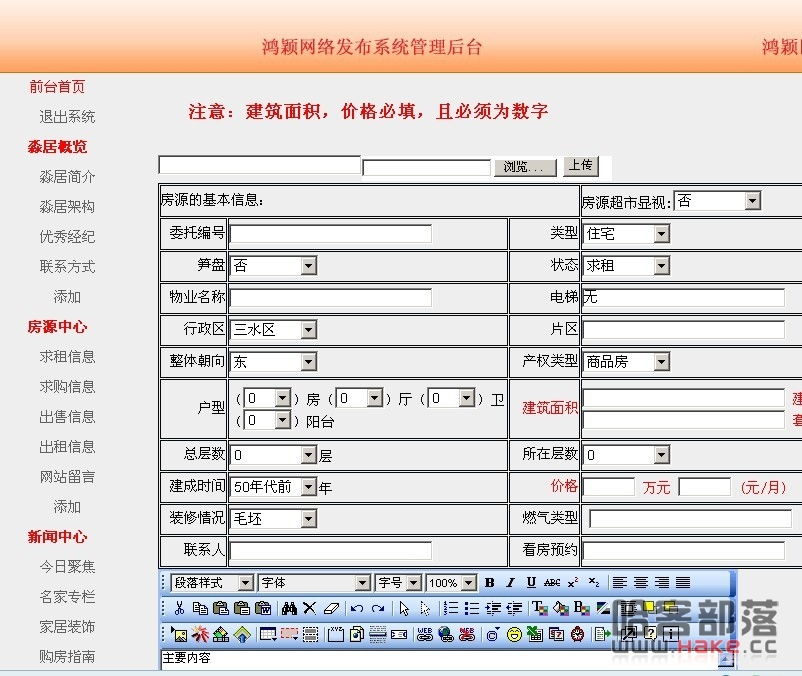 鸿颖网络发布系统管理后台 鸿颖
前台首页
退出系统
注意：建筑面积，价格必填，且必须为数字
淼居概览
浏览... 上传
淼居简介
房源的基本信息： 房源超市显视: 否
淼居架构
委托编号 类型 住宅
优秀经纪
笋盘 否 状态 求租
联系方式
物业名称 电梯 无
添加
行政区 三水区 片区
房源中心
整体朝向 东 产权类型 商品房
求租信息
求购信息
户型 （0）房（0）厅（0）卫
（0）阳台
建筑面积
出售信息
出租信息
总层数 0 层 所在层数 0
网站留言
建成时间 50年代前 年 价格 万元 (元/月)
添加
装修情况 毛坯 燃气类型
新闻中心
联系人 看房预约
今日聚焦
段落样式 字体 字号 100% B I U ABC x² x₂
名家专栏
家居装饰
购房指南
主要内容
哈客部落
www.Hake.cc